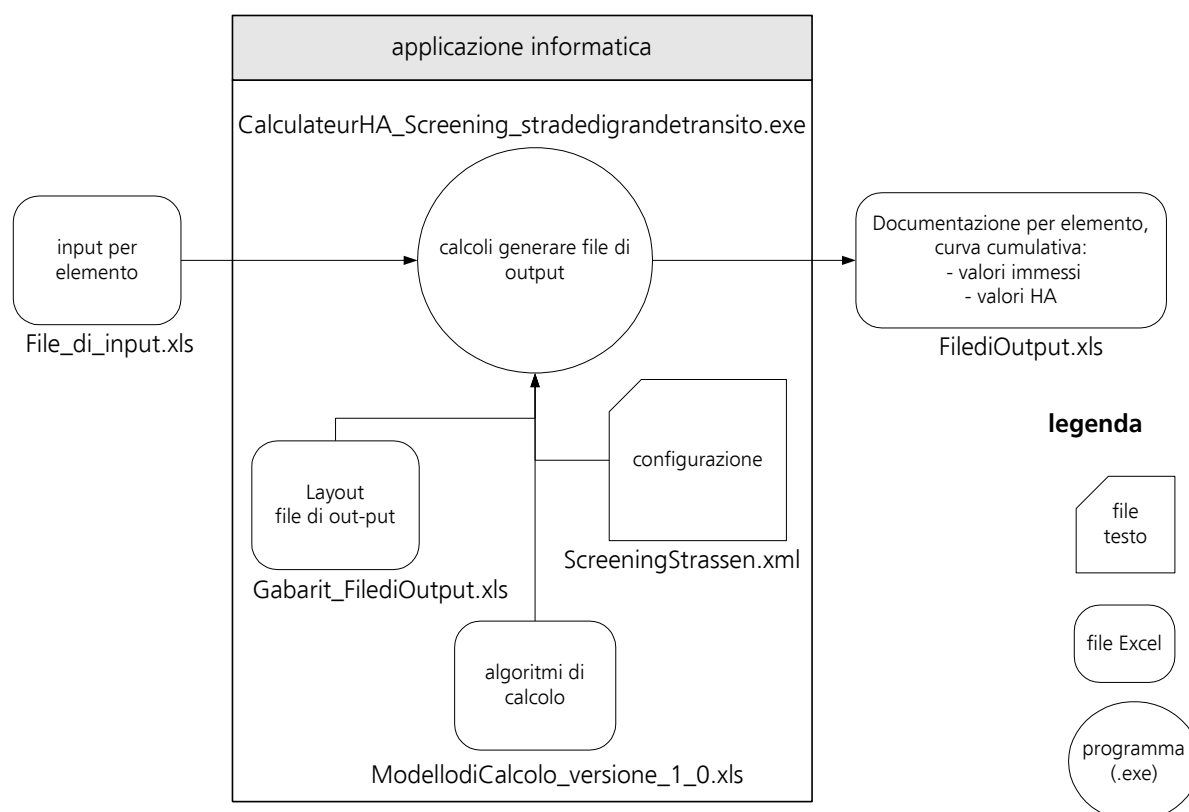 applicazione informatica
CalculateurHA_Screening_stradedigrandetransito.exe
input per
elemento
File_di_input.xls
calcoli generare file di
output
Documentazione per elemento,
curva cumulativa:
- valori immessi
- valori HA
FilediOutput.xls
Layout
file di out-put
Gabarit_FilediOutput.xls
configurazione
ScreeningStrassen.xml
algoritmi di
calcolo
ModellodiCalcolo_versione_1_0.xls
legenda
file
testo
file Excel
programma
(.exe)